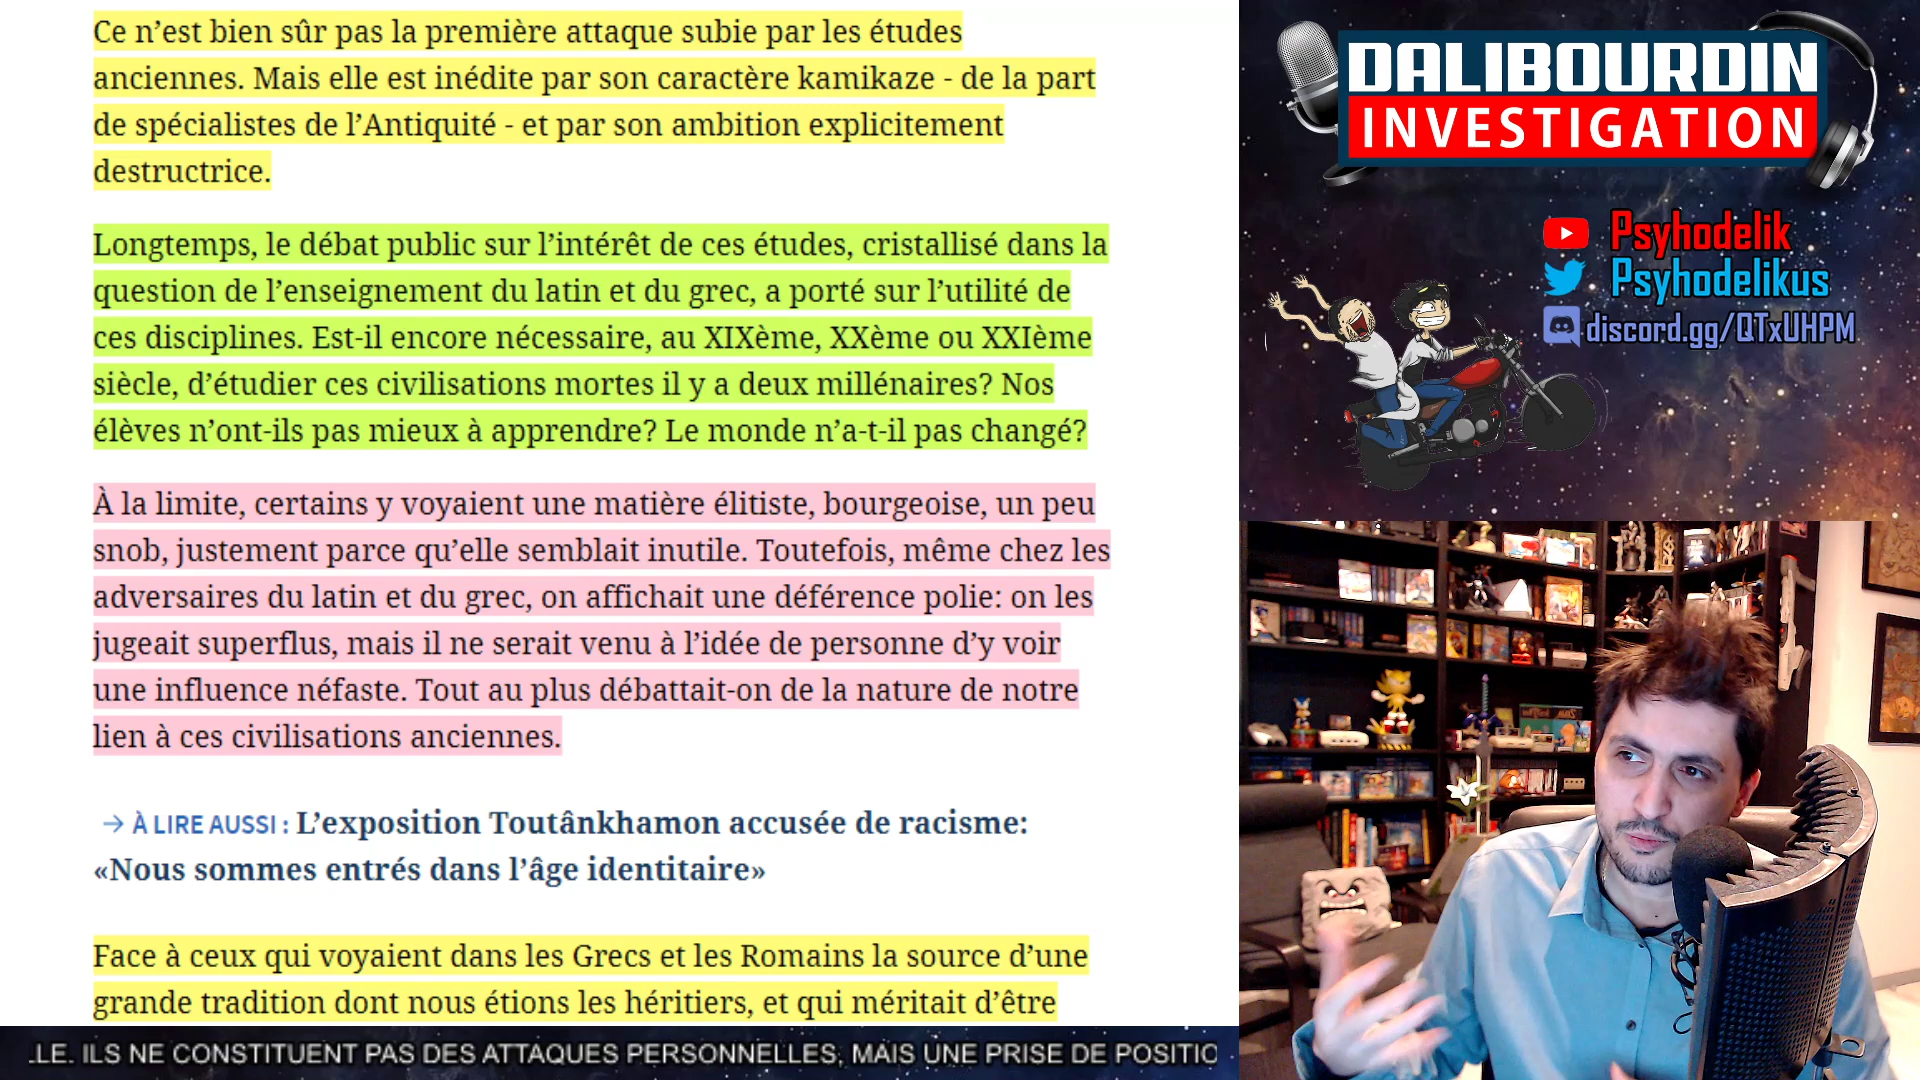 Ce n’est bien sûr pas la première attaque subie par les études
anciennes. Mais elle est inédite par son caractère kamikaze - de la part
de spécialistes de l’Antiquité - et par son ambition explicitement
destructrice.
Longtemps, le débat public sur l’intérêt de ces études, cristallisé dans la
question de l’enseignement du latin et du grec, a porté sur l’utilité de
ces disciplines. Est-il encore nécessaire, au XIXème, XXème ou XXIème
siècle, d’étudier ces civilisations mortes il y a deux millénaires? Nos
élèves n’ont-ils pas mieux à apprendre? Le monde n’a-t-il pas changé?
À la limite, certains y voyaient une matière élitiste, bourgeoise, un peu
snob, justement parce qu’elle semblait inutile. Toutefois, même chez les
adversaires du latin et du grec, on affichait une déférence polie: on les
jugeait superflus, mais il ne serait venu à l’idée de personne d’y voir
une influence néfaste. Tout au plus débattait-on de la nature de notre
lien à ces civilisations anciennes.
→ À LIRE AUSSI : L’exposition Toutânkhamon accusée de racisme:
«Nous sommes entrés dans l’âge identitaire»
Face à ceux qui voyaient dans les Grecs et les Romains la source d’une
grande tradition dont nous étions les héritiers, et qui méritait d’être
.LE. ILS NE CONSTITUENT PAS DES ATTAQUES PERSONNELLES, MAIS UNE PRISE DE POSITIO
DALIBOURDIN
INVESTIGATION
Psyhodelik
Psyhodelikus
discord.gg/QTxUHPM